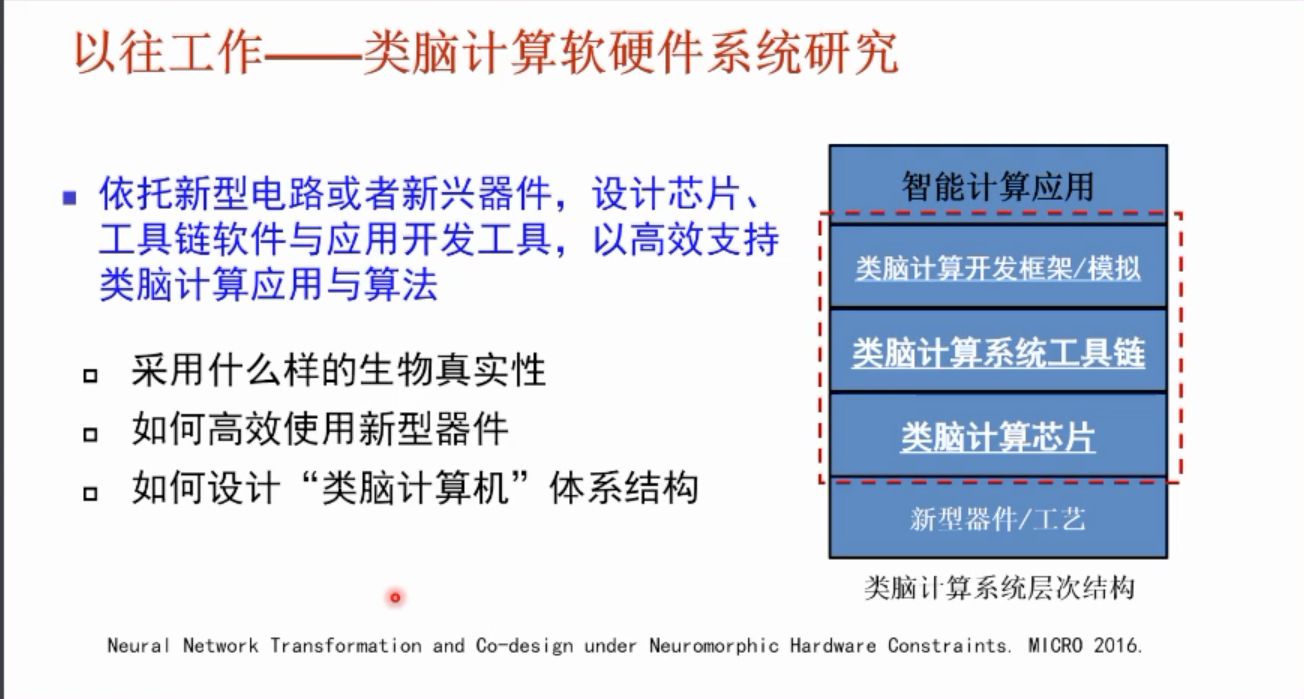 以往工作——类脑计算软硬件系统研究
依托新型电路或者新兴器件，设计芯片、
工具链软件与应用开发工具，以高效支持
类脑计算应用与算法
采用什么样的生物真实性
如何高效使用新型器件
如何设计“类脑计算机”体系结构
智能计算应用
类脑计算开发框架/模拟
类脑计算系统工具链
类脑计算芯片
新型器件/工艺
类脑计算系统层次结构
Neural Network Transformation and Co-design under Neuromorphic Hardware Constraints. MICRO 2016.